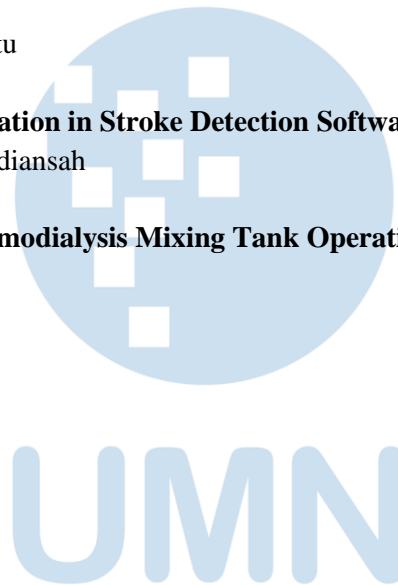 tu
ation in Stroke Detection Softwa
diansah
modialysis Mixing Tank Operati
UMN